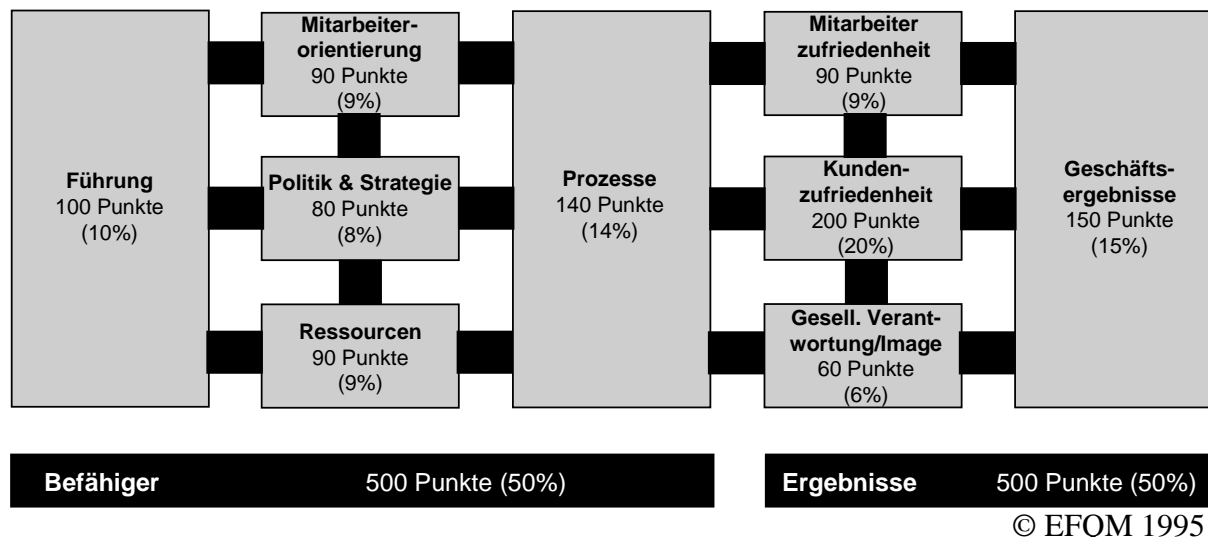 Führung
100 Punkte
(10%)
Mitarbeiter-
orientierung
90 Punkte
(9%)
Politik & Strategie
80 Punkte
(8%)
Ressourcen
90 Punkte
(9%)
Prozesse
140 Punkte
(14%)
Mitarbeiter
zufriedenheit
90 Punkte
(9%)
Kunden-
zufriedenheit
200 Punkte
(20%)
Gesell. Verant-
wortung/Image
60 Punkte
(6%)
Geschäfts-
ergebnisse
150 Punkte
(15%)
Befähiger 500 Punkte (50%)
Ergebnisse 500 Punkte (50%)
© EFQM 1995